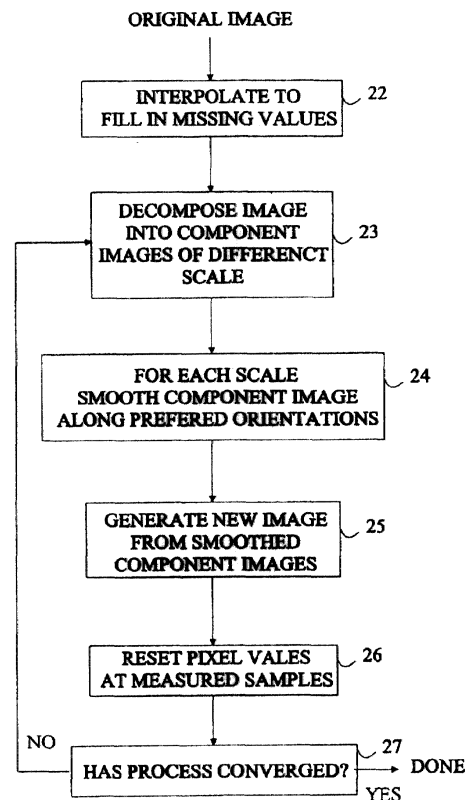 ORIGINAL IMAGE
INTERPOLATE TO
FILL IN MISSING VALUES
22
DECOMPOSE IMAGE
INTO COMPONENT
IMAGES OF DIFFERENCT
SCALE
23
FOR EACH SCALE
SMOOTH COMPONENT IMAGE
ALONG PREFERED ORIENTATIONS
24
GENERATE NEW IMAGE
FROM SMOOTHED
COMPONENT IMAGES
25
RESET PIXEL VALES
AT MEASURED SAMPLES
26
HAS PROCESS CONVERGED?
27
NO
DONE
YES